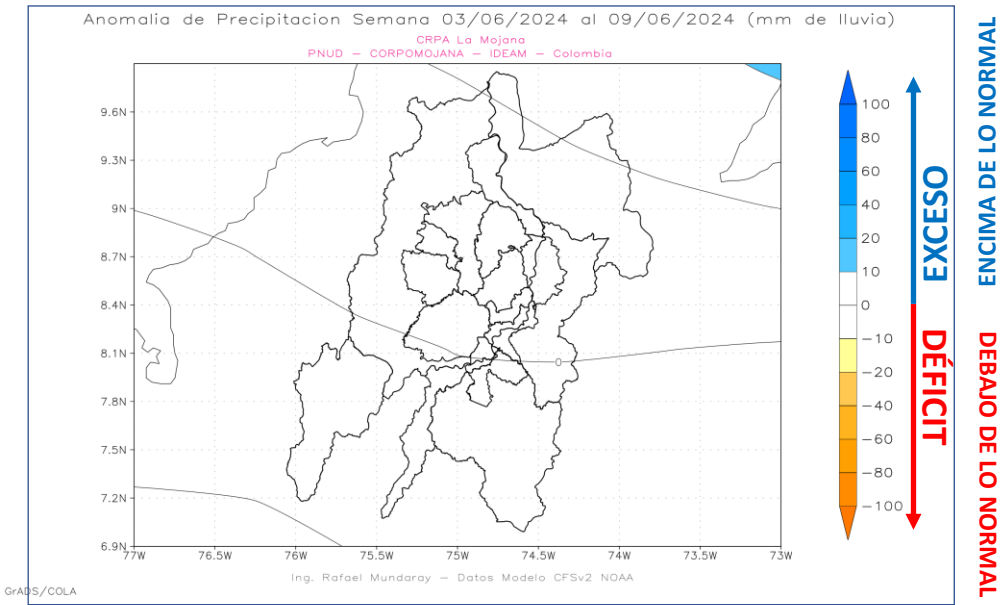 Anomalia de Precipitacion Semana 03/06/2024 al 09/06/2024 (mm de lluvia)
CRPA La Mojana
PNUD – CORPOMOJANA – IDEAM – Colombia
9.6N
9.3N
9N
8.7N
8.4N
8.1N
7.8N
7.5N
7.2N
6.9N
77W
76.5W
76W
75.5W
75W
74.5W
74W
73.5W
73W
0
100
80
60
40
20
10
0
−10
−20
−40
−60
−80
−100
EXCESO
DÉFICIT
ENCIMA DE LO NORMAL
DEBAJO DE LO NORMAL
Ing. Rafael Mundaray – Datos Modelo CFSv2 NOAA
GrADS/COLA